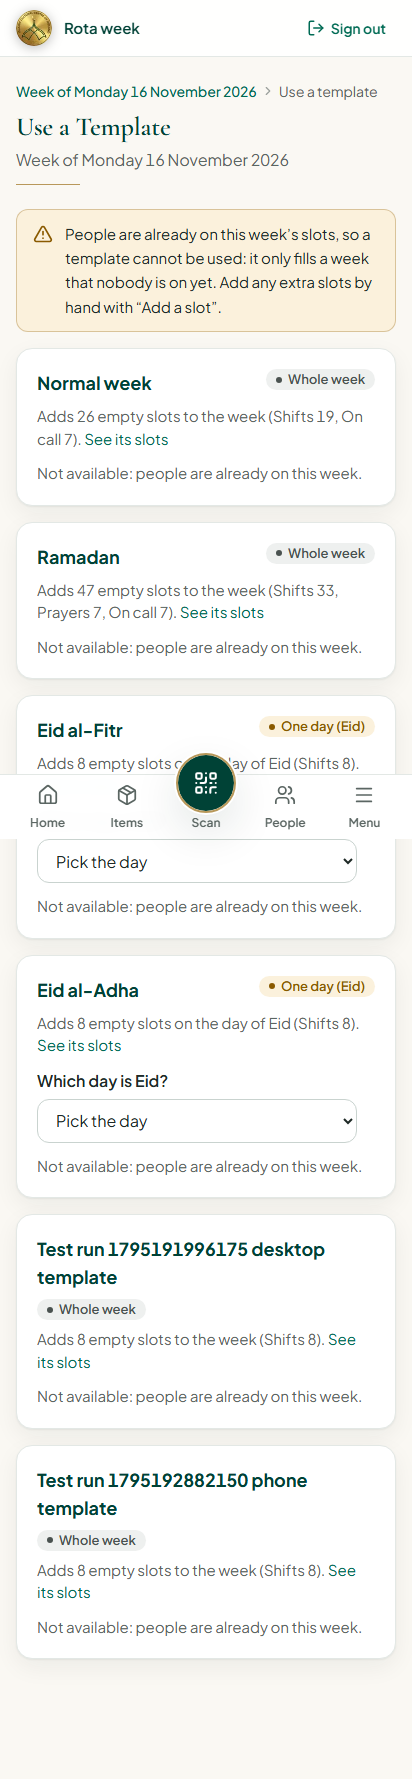 Rota week
Sign out
Week of Monday 16 November 2026 > Use a template
Use a Template
Week of Monday 16 November 2026
People are already on this week's slots, so a
template cannot be used: it only fills a week
that nobody is on yet. Add any extra slots by
hand with “Add a slot”.
Normal week
Whole week
Adds 26 empty slots to the week (Shifts 19, On
call 7). See its slots
Not available: people are already on this week.
Ramadan
Whole week
Adds 47 empty slots to the week (Shifts 33,
Prayers 7, On call 7). See its slots
Not available: people are already on this week.
Eid al-Fitr
One day (Eid)
Adds 8 empty slots day of Eid (Shifts 8).
Home
Items
Scan
People
Menu
Pick the day
Not available: people are already on this week.
Eid al-Adha
One day (Eid)
Adds 8 empty slots on the day of Eid (Shifts 8).
See its slots
Which day is Eid?
Pick the day
Not available: people are already on this week.
Test run 1795191996175 desktop
template
Whole week
Adds 8 empty slots to the week (Shifts 8). See
its slots
Not available: people are already on this week.
Test run 1795192882150 phone
template
Whole week
Adds 8 empty slots to the week (Shifts 8). See
its slots
Not available: people are already on this week.